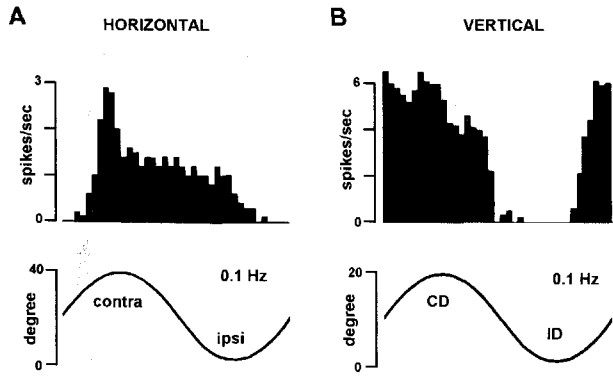 A
HORIZONTAL
3
spikes/sec
0
40
degree
0
contra
ipsi
0.1 Hz
B
VERTICAL
6
spikes/sec
0
20
degree
0
CD
ID
0.1 Hz